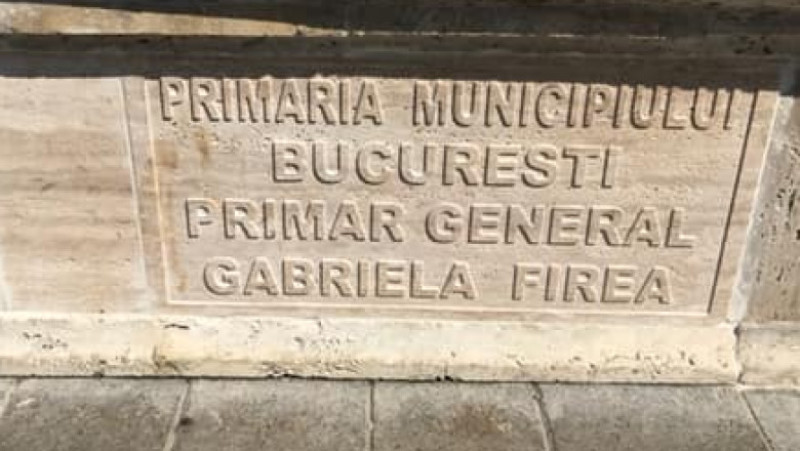 PRIMARIA MUNICIPIULUI
BUCURESTI
PRIMAR GENERAL
GABRIELA FIREA